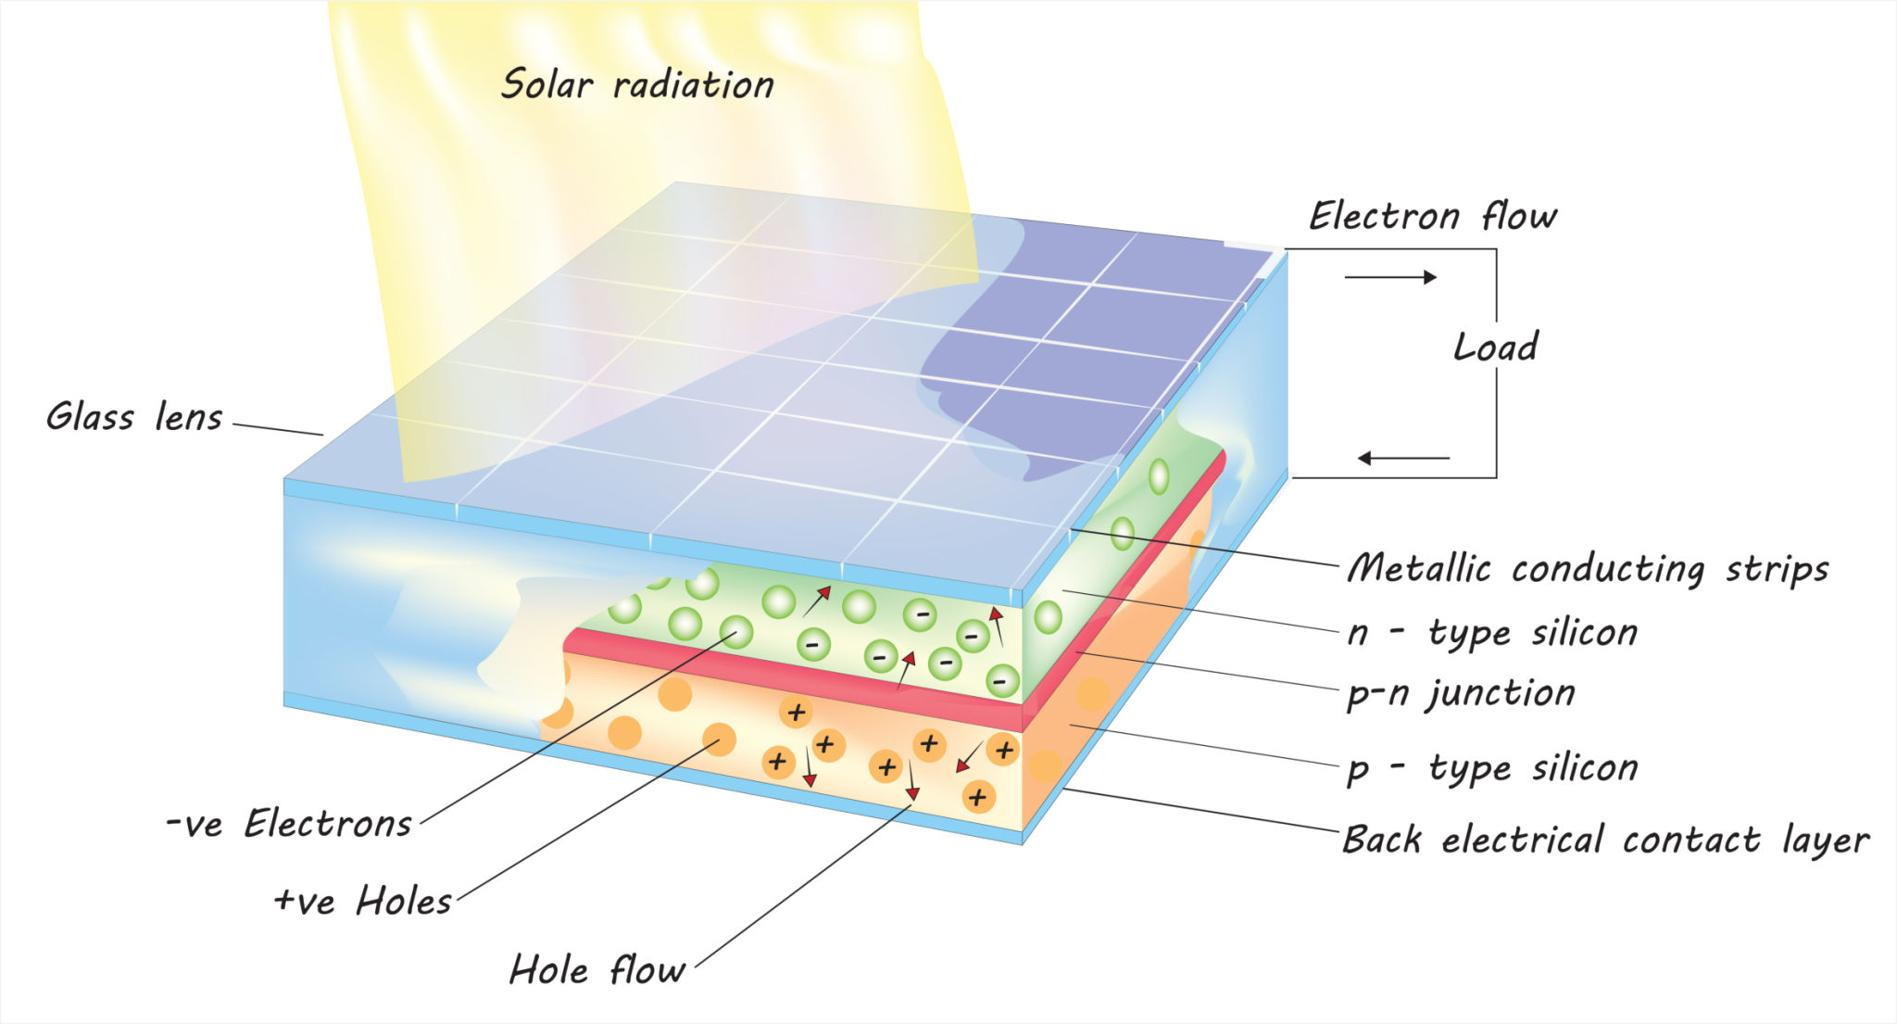 Solar radiation
Electron flow
Load
Glass lens
Metallic conducting strips
n - type silicon
p-n junction
p - type silicon
Back electrical contact layer
-ve Electrons
+ve Holes
Hole flow
- - - - - -
+ + + + + + +